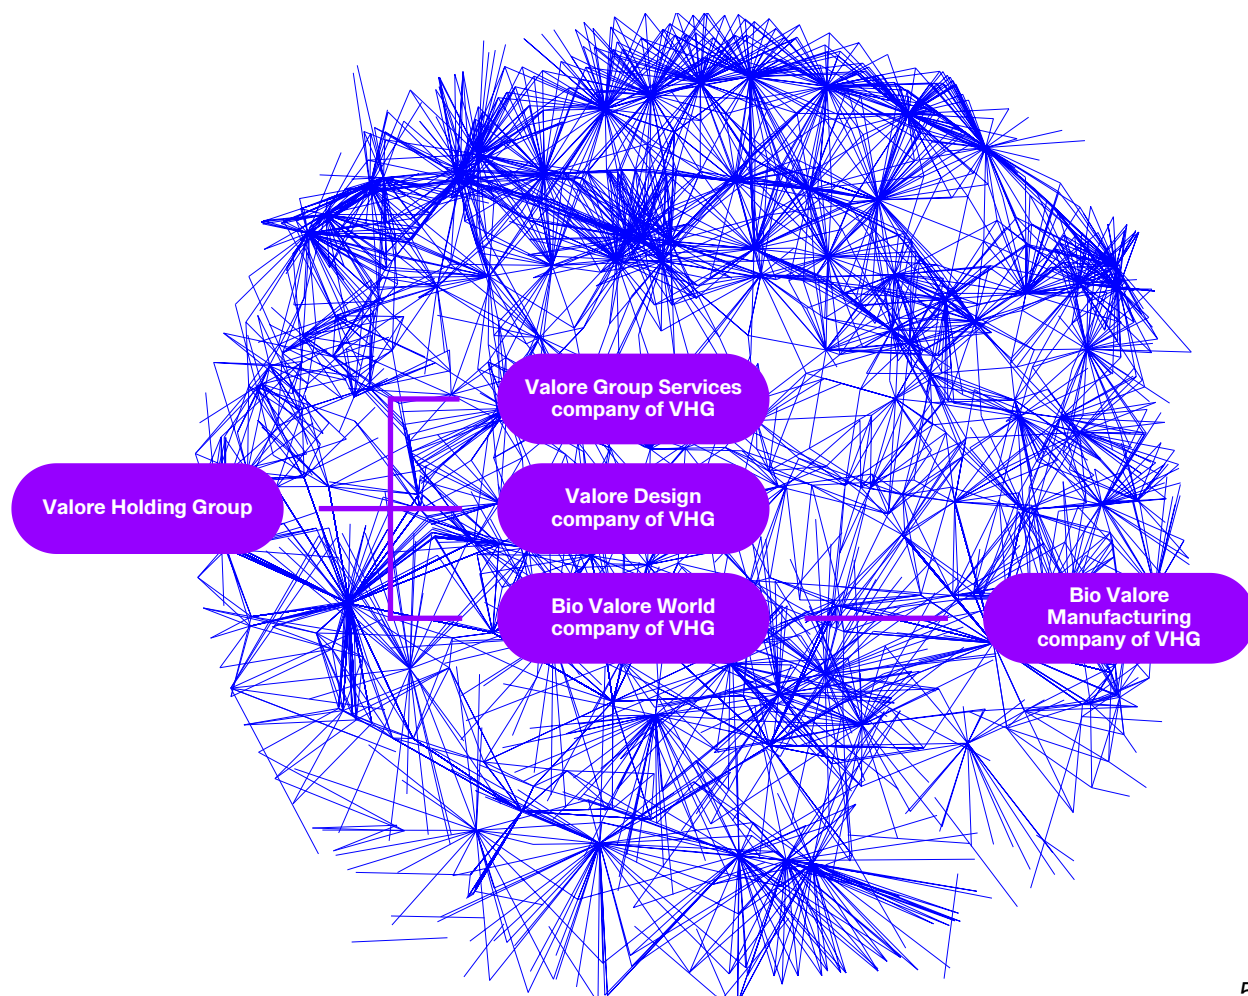 Valore Group Services
company of VHG
Valore Holding Group
Valore Design
company of VHG
Bio Valore World
company of VHG
Bio Valore
Manufacturing
company of VHG